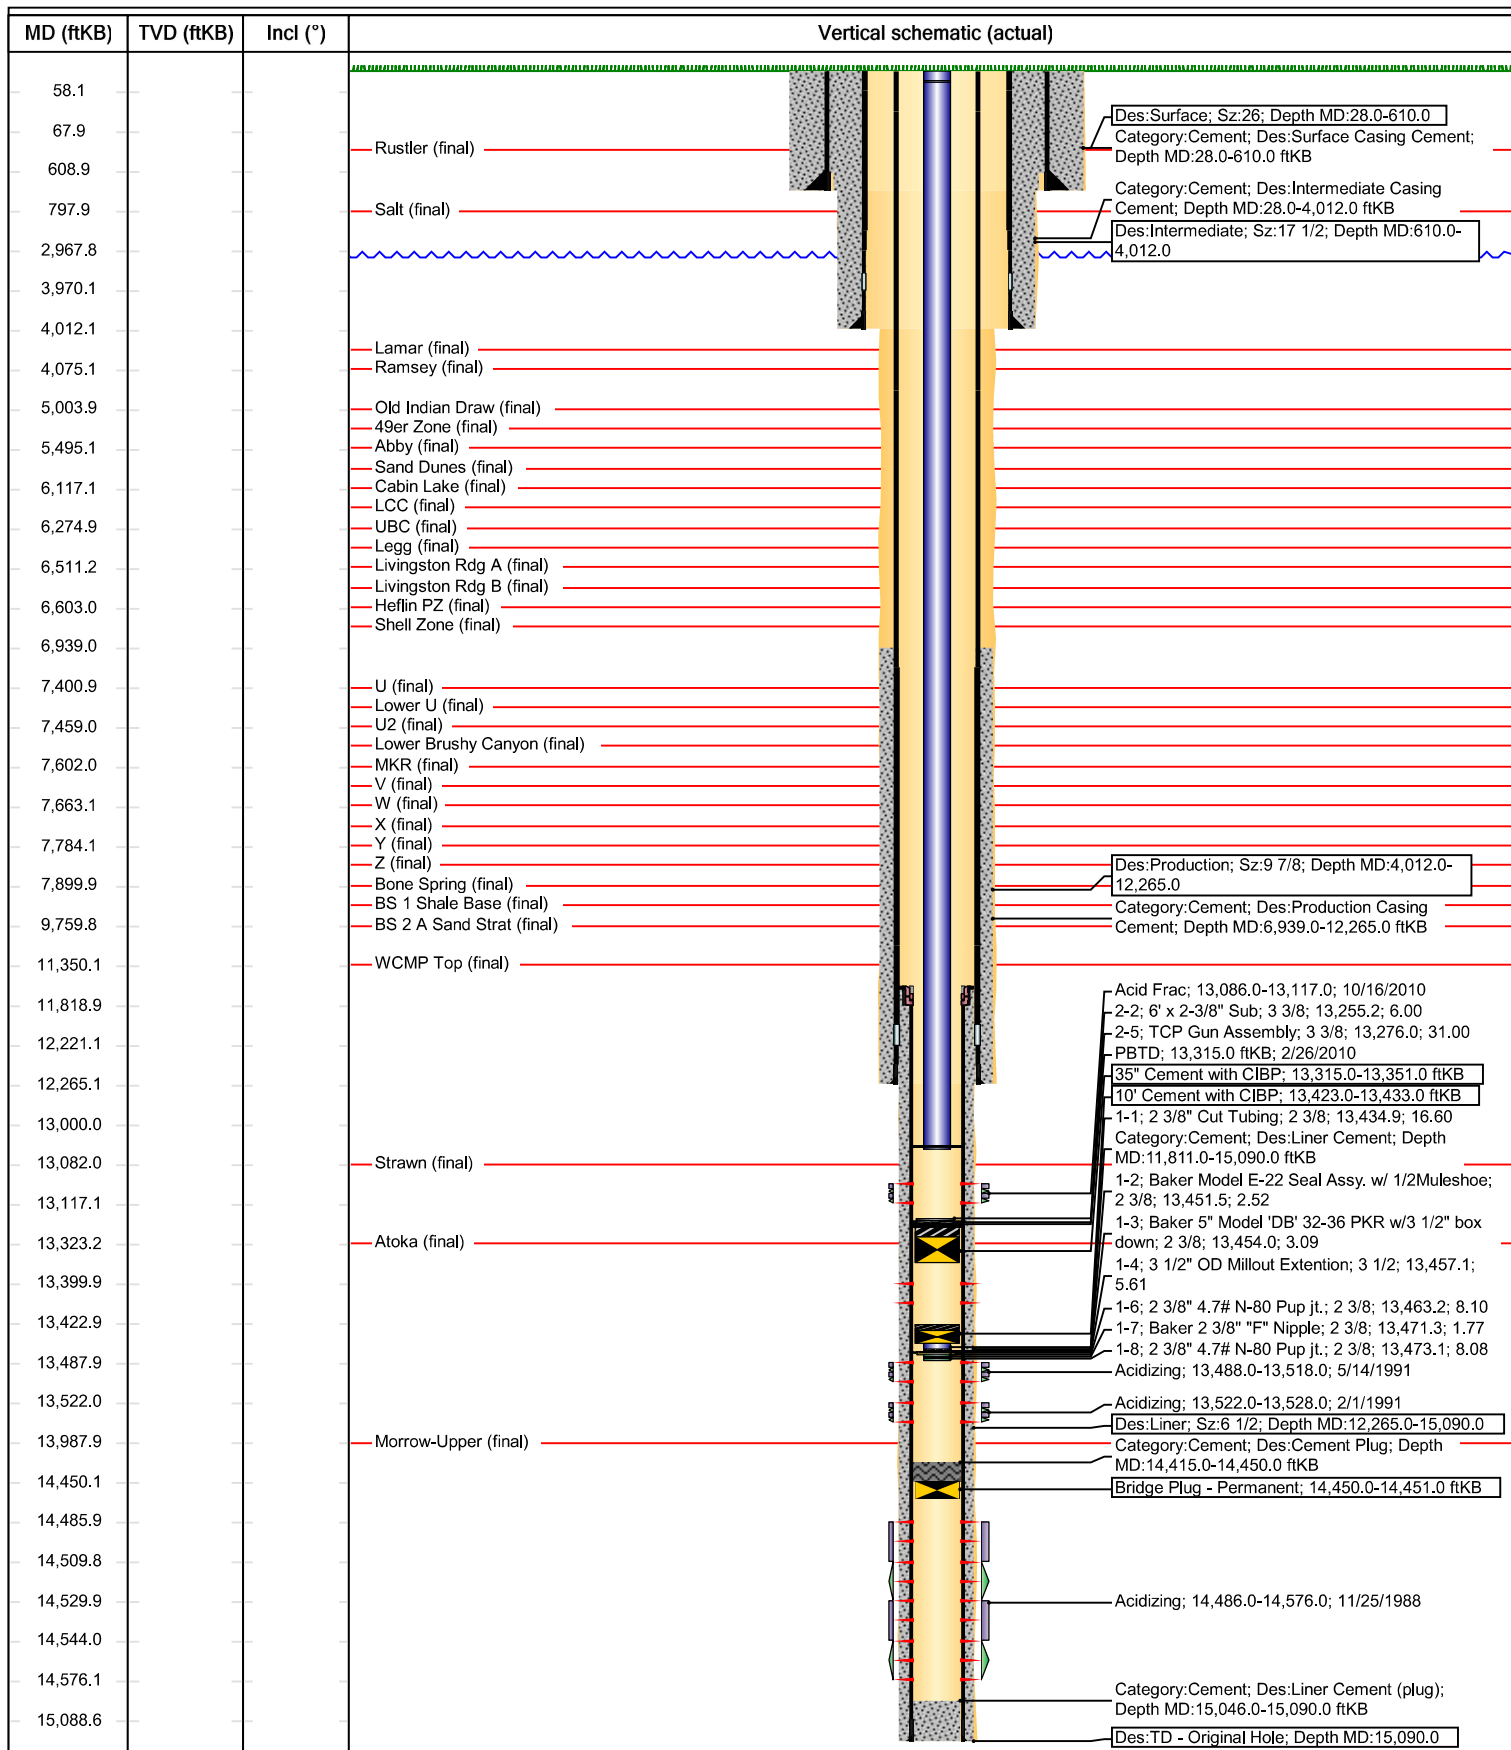 MD (ftKB) TVD (ftKB) Incl (°) Vertical schematic (actual)
58.1
67.9
608.9
797.9
2,967.8
3,970.1
4,012.1
4,075.1
5,003.9
5,495.1
6,117.1
6,274.9
6,511.2
6,603.0
6,939.0
7,400.9
7,459.0
7,602.0
7,663.1
7,784.1
7,899.9
9,759.8
11,350.1
11,818.9
12,221.1
12,265.1
13,000.0
13,082.0
13,117.1
13,323.2
13,399.9
13,422.9
13,487.9
13,522.0
13,987.9
14,450.1
14,485.9
14,509.8
14,529.9
14,544.0
14,576.1
15,088.6
Rustler (final)
Salt (final)
Lamar (final)
Ramsey (final)
Old Indian Draw (final)
49er Zone (final)
Abby (final)
Sand Dunes (final)
Cabin Lake (final)
LCC (final)
UBC (final)
Legg (final)
Livingston Rdg A (final)
Livingston Rdg B (final)
Heflin PZ (final)
Shell Zone (final)
U (final)
Lower U (final)
U2 (final)
Lower Brushy Canyon (final)
MKR (final)
V (final)
W (final)
X (final)
Y (final)
Z (final)
Bone Spring (final)
BS 1 Shale Base (final)
BS 2 A Sand Strat (final)
WCMP Top (final)
Strawn (final)
Atoka (final)
Morrow-Upper (final)
Des:Surface; Sz:26; Depth MD:28.0-610.0
Category:Cement; Des:Surface Casing Cement;
Depth MD:28.0-610.0 ftKB
Category:Cement; Des:Intermediate Casing
Cement; Depth MD:28.0-4,012.0 ftKB
Des:Intermediate; Sz:17 1/2; Depth MD:610.0-
4,012.0
Des:Production; Sz:9 7/8; Depth MD:4,012.0-
12,265.0
Category:Cement; Des:Production Casing
Cement; Depth MD:6,939.0-12,265.0 ftKB
Acid Frac; 13,086.0-13,117.0; 10/16/2010
2-2; 6' x 2-3/8" Sub; 3 3/8; 13,255.2; 6.00
2-5; TCP Gun Assembly; 3 3/8; 13,276.0; 31.00
PBTD; 13,315.0 ftKB; 2/26/2010
35" Cement with CIBP; 13,315.0-13,351.0 ftKB
10' Cement with CIBP; 13,423.0-13,433.0 ftKB
1-1; 2 3/8" Cut Tubing; 2 3/8; 13,434.9; 16.60
Category:Cement; Des:Liner Cement; Depth
MD:11,811.0-15,090.0 ftKB
1-2; Baker Model E-22 Seal Assy. w/ 1/2Muleshoe;
2 3/8; 13,451.5; 2.52
1-3; Baker 5" Model 'DB' 32-36 PKR w/3 1/2" box
down; 2 3/8; 13,454.0; 3.09
1-4; 3 1/2" OD Millout Extention; 3 1/2; 13,457.1;
5.61
1-6; 2 3/8" 4.7# N-80 Pup jt.; 2 3/8; 13,463.2; 8.10
1-7; Baker 2 3/8" "F" Nipple; 2 3/8; 13,471.3; 1.77
1-8; 2 3/8" 4.7# N-80 Pup jt.; 2 3/8; 13,473.1; 8.08
Acidizing; 13,488.0-13,518.0; 5/14/1991
Acidizing; 13,522.0-13,528.0; 2/1/1991
Des:Liner; Sz:6 1/2; Depth MD:12,265.0-15,090.0
Category:Cement; Des:Cement Plug; Depth
MD:14,415.0-14,450.0 ftKB
Bridge Plug - Permanent; 14,450.0-14,451.0 ftKB
Acidizing; 14,486.0-14,576.0; 11/25/1988
Category:Cement; Des:Liner Cement (plug);
Depth MD:15,046.0-15,090.0 ftKB
Des:TD - Original Hole; Depth MD:15,090.0